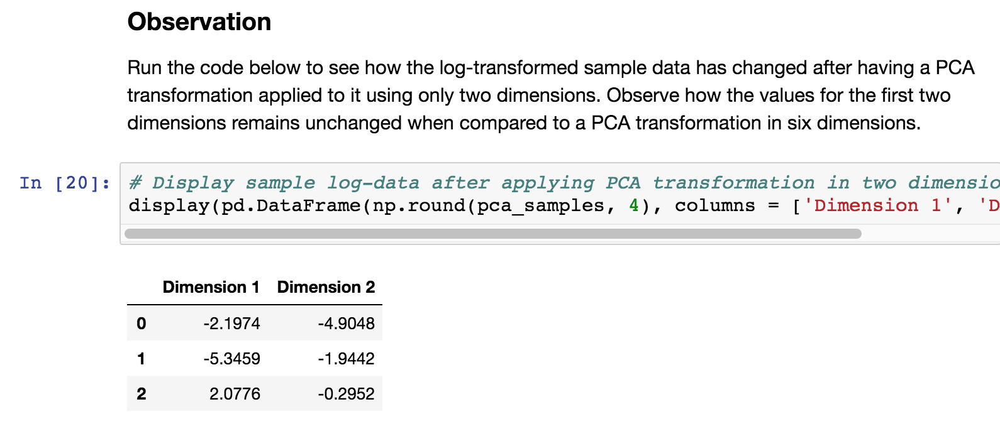 Observation
Run the code below to see how the log-transformed sample data has changed after having a PCA
transformation applied to it using only two dimensions. Observe how the values for the first two
dimensions remains unchanged when compared to a PCA transformation in six dimensions.
In [20]: # Display sample log-data after applying PCA transformation in two dimensio
display(pd.DataFrame(np.round(pca_samples, 4), columns = ['Dimension 1', 'D
Dimension 1 Dimension 2
0 -2.1974 -4.9048
1 -5.3459 -1.9442
2 2.0776 -0.2952